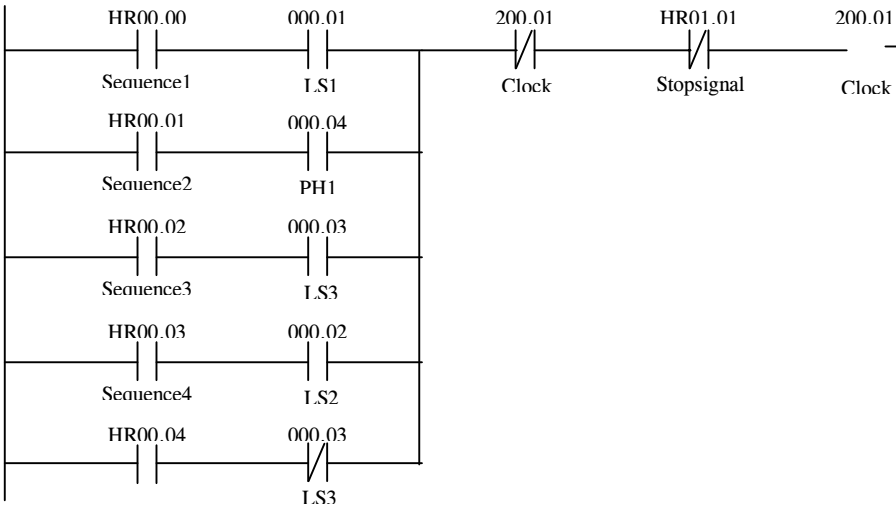 HR00.00 000.01 200.01 HR01.01 200.01
Sequence1 LS1 Clock Stopsignal Clock
HR00.01 000.04
Sequence2 PH1
HR00.02 000.03
Sequence3 LS3
HR00.03 000.02
Sequence4 LS2
HR00.04 000.03
LS3